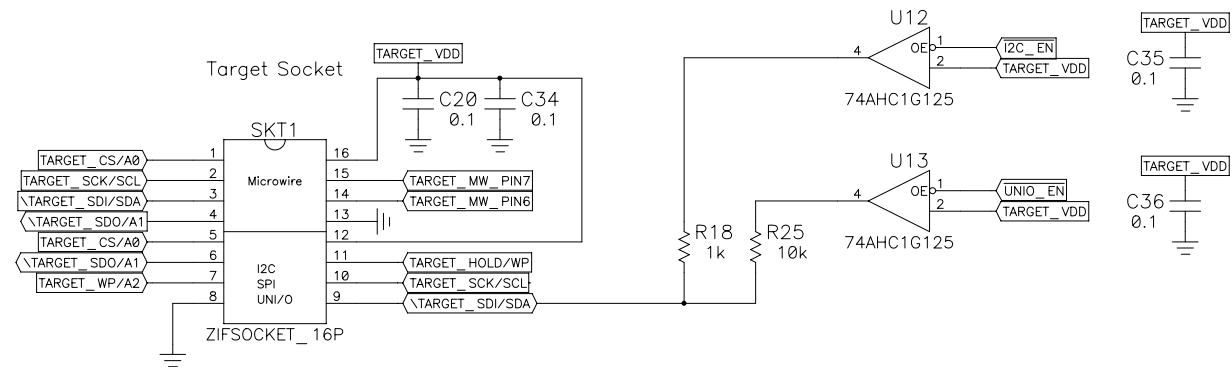 Target Socket
TARGET_VDD
C20
0.1
C34
0.1
SKT1
TARGET_CS/A0 1
TARGET_SCK/SCL 2
\TARGET_SDI/SDA 3
\TARGET_SDO/A1 4
TARGET_CS/A0 5
\TARGET_SDO/A1 6
TARGET_WP/A2 7
8
Microwire
I2C
SPI
UNI/O
16
15 TARGET_MW_PIN7
14 TARGET_MW_PIN6
13
12
11 TARGET_HOLD/WP
10 TARGET_SCK/SCL
9 \TARGET_SDI/SDA
ZIFSOCKET_16P
R18
1k
R25
10k
U12
4
OE 1 I2C_EN
2 TARGET_VDD
74AHC1G125
TARGET_VDD
C35
0.1
U13
4
OE 1 UNIO_EN
2 TARGET_VDD
74AHC1G125
TARGET_VDD
C36
0.1